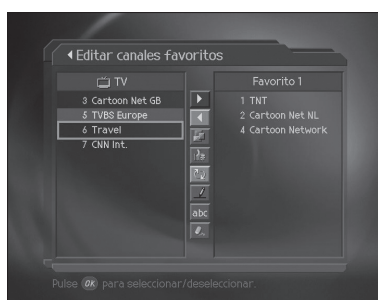 Editar canales favoritos
TV
3 Cartoon Net GB
5 TVBS Europe
6 Travel
7 CNN Int.
abc
Favorito 1
1 TNT
2 Cartoon Net NL
4 Cartoon Network
Pulse OK para seleccionar/deseleccionar.